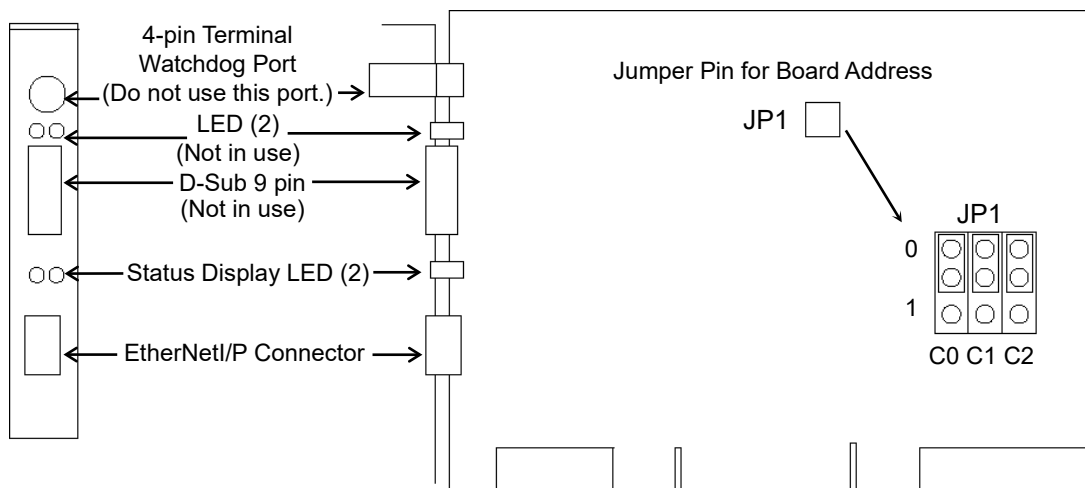 4-pin Terminal
Watchdog Port
(Do not use this port.)
LED (2)
(Not in use)
D-Sub 9 pin
(Not in use)
Status Display LED (2)
EtherNetI/P Connector
Jumper Pin for Board Address
JP1
JP1
0
1
C0 C1 C2